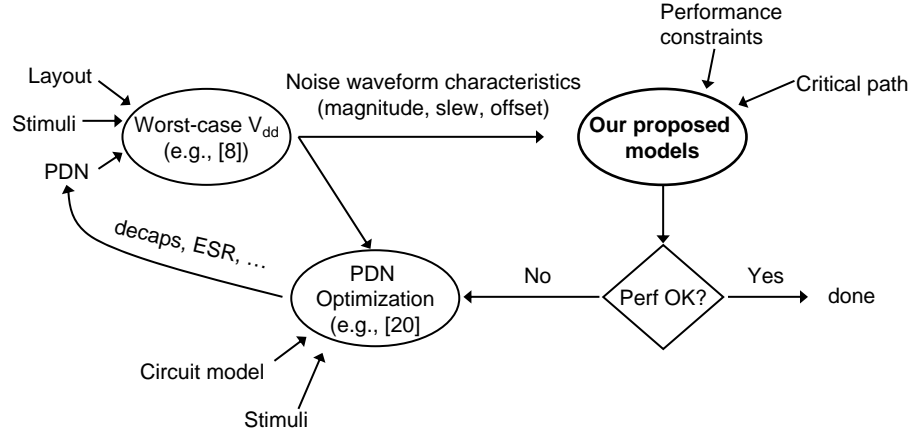 Performance
constraints
Layout
Noise waveform characteristics
(magnitude, slew, offset)
Critical path
Stimuli
Worst-case Vdd
(e.g., [8])
Our proposed
models
PDN
decaps, ESR, …
PDN
Optimization
(e.g., [20]
No
Perf OK?
Yes
done
Circuit model
Stimuli